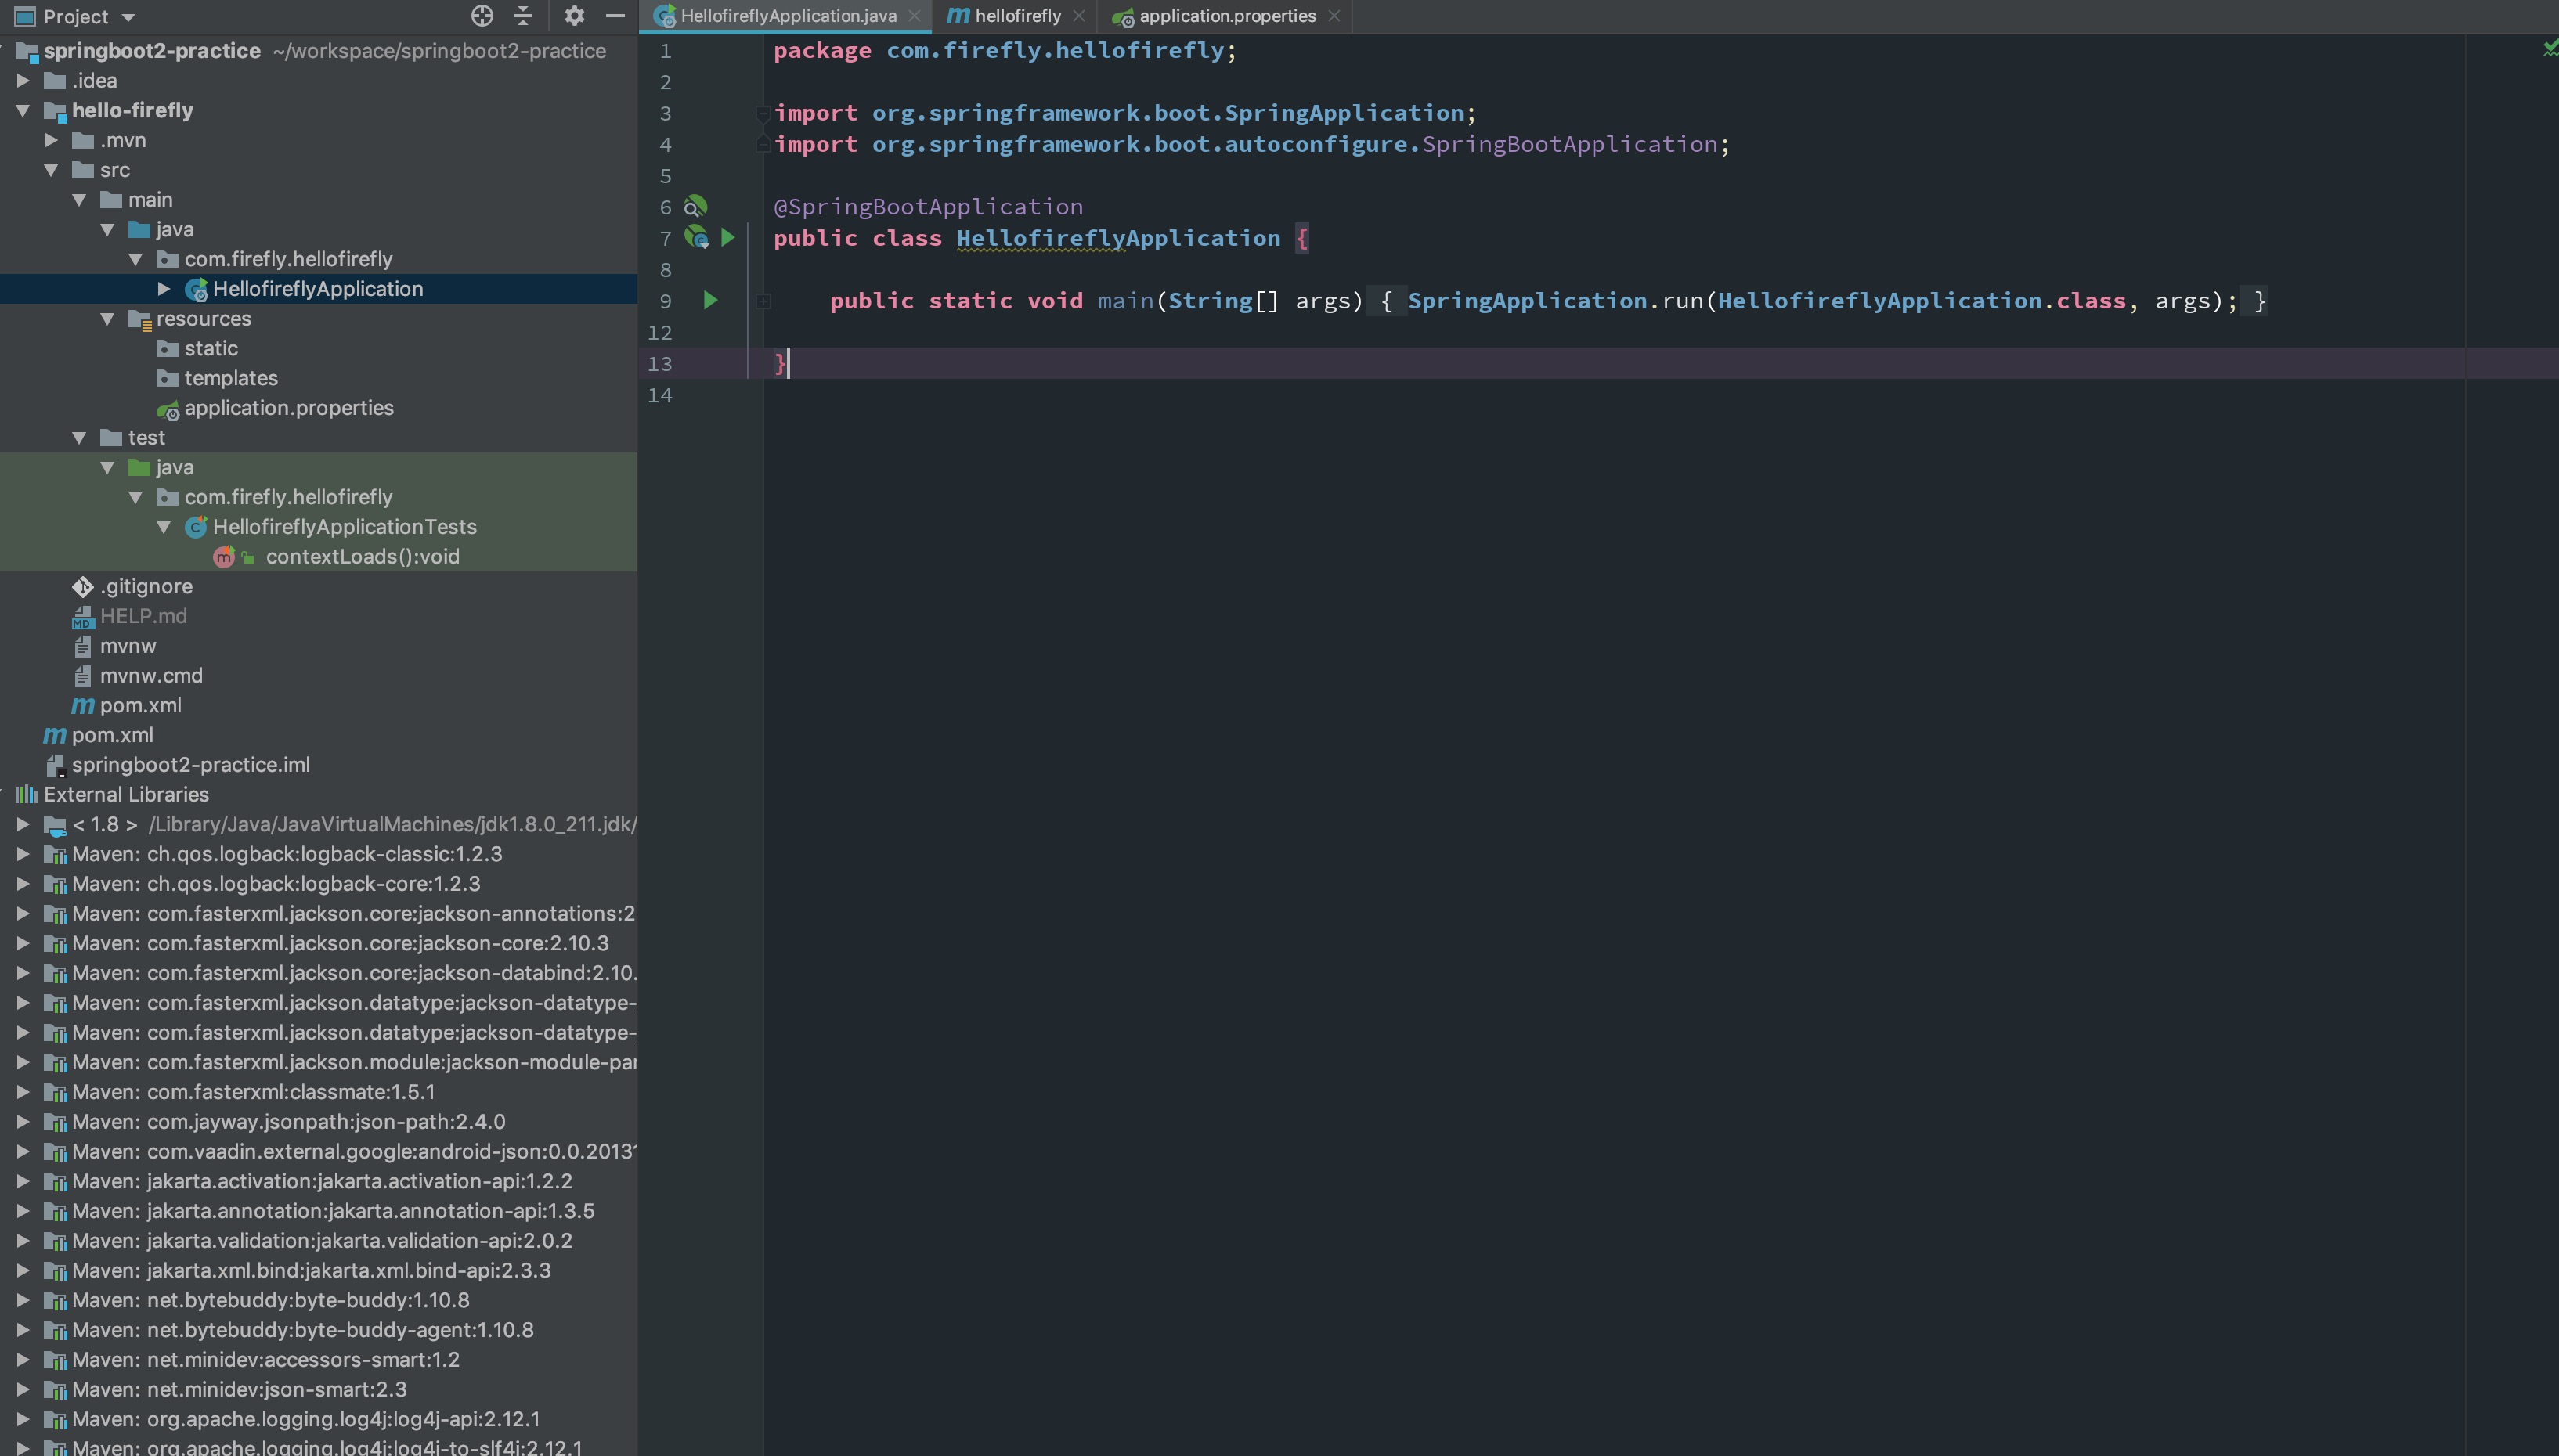 Project
springboot2-practice ~/workspace/springboot2-practice
.idea
hello-firefly
.mvn
src
main
java
com.firefly.hellofirefly
HellofireflyApplication
resources
static
templates
application.properties
test
java
com.firefly.hellofirefly
HellofireflyApplicationTests
contextLoads():void
.gitignore
HELP.md
mvnw
mvnw.cmd
pom.xml
pom.xml
springboot2-practice.iml
External Libraries
< 1.8 > /Library/Java/JavaVirtualMachines/jdk1.8.0_211.jdk/
Maven: ch.qos.logback:logback-classic:1.2.3
Maven: ch.qos.logback:logback-core:1.2.3
Maven: com.fasterxml.jackson.core:jackson-annotations:2
Maven: com.fasterxml.jackson.core:jackson-core:2.10.3
Maven: com.fasterxml.jackson.core:jackson-databind:2.10.
Maven: com.fasterxml.jackson.datatype:jackson-datatype-
Maven: com.fasterxml.jackson.datatype:jackson-datatype-
Maven: com.fasterxml.jackson.module:jackson-module-par
Maven: com.fasterxml:classmate:1.5.1
Maven: com.jayway.jsonpath:json-path:2.4.0
Maven: com.vaadin.external.google:android-json:0.0.20131
Maven: jakarta.activation:jakarta.activation-api:1.2.2
Maven: jakarta.annotation:jakarta.annotation-api:1.3.5
Maven: jakarta.validation:jakarta.validation-api:2.0.2
Maven: jakarta.xml.bind:jakarta.xml.bind-api:2.3.3
Maven: net.bytebuddy:byte-buddy:1.10.8
Maven: net.bytebuddy:byte-buddy-agent:1.10.8
Maven: net.minidev:accessors-smart:1.2
Maven: net.minidev:json-smart:2.3
Maven: org.apache.logging.log4j:log4j-api:2.12.1
Maven: org.apache.logging.log4j:log4j-to-slf4j:2.12.1
HellofireflyApplication.java hellofirefly application.properties
1 package com.firefly.hellofirefly;
2
3 import org.springframework.boot.SpringApplication;
4 import org.springframework.boot.autoconfigure.SpringBootApplication;
5
6 @SpringBootApplication
7 public class HellofireflyApplication {
8
9 public static void main(String[] args) { SpringApplication.run(HellofireflyApplication.class, args); }
12
13 }
14